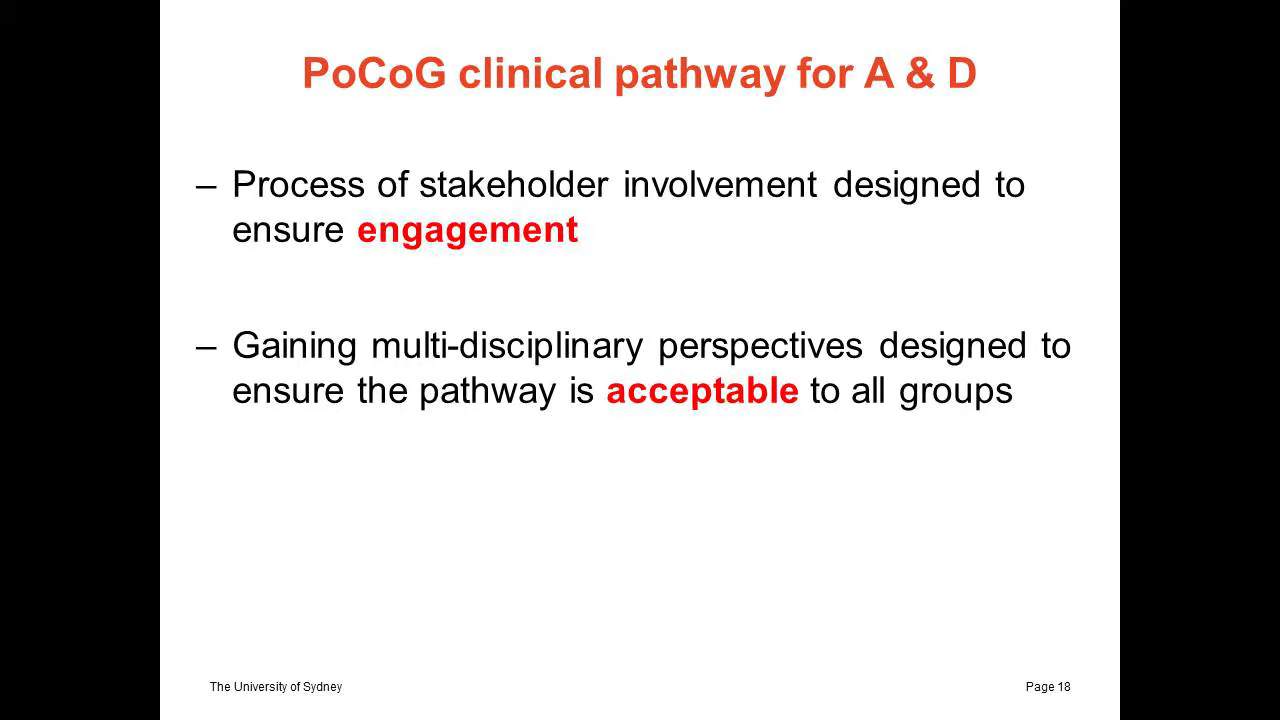 PoCoG clinical pathway for A & D
– Process of stakeholder involvement designed to
ensure engagement
– Gaining multi-disciplinary perspectives designed to
ensure the pathway is acceptable to all groups
The University of Sydney
Page 18